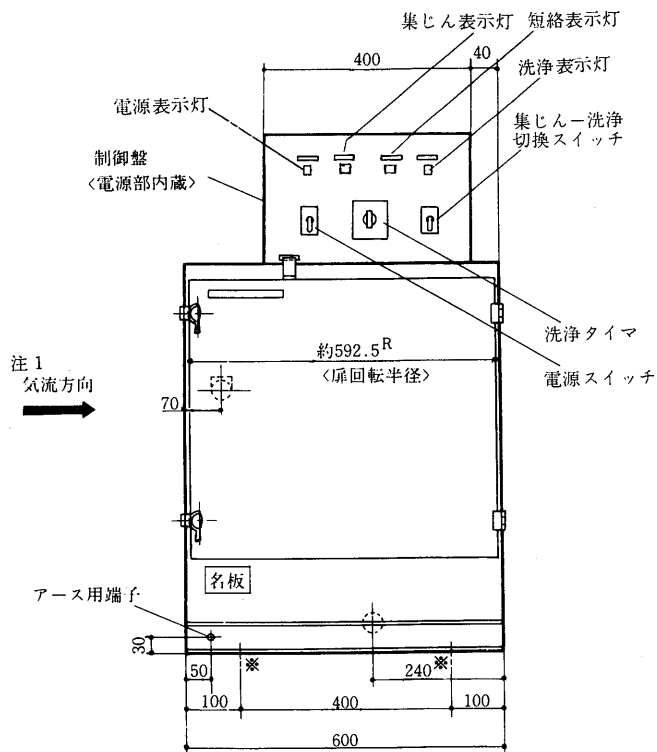 集じん表示灯
短絡表示灯
400
40
洗浄表示灯
電源表示灯
集じん－洗浄
切換スイッチ
制御盤
〈電源部内蔵〉
洗浄タイマ
約592.5R
〈扉回転半径〉
電源スイッチ
注1
気流方向
70
名板
アース用端子
30
※
※
50
240
100
400
100
600